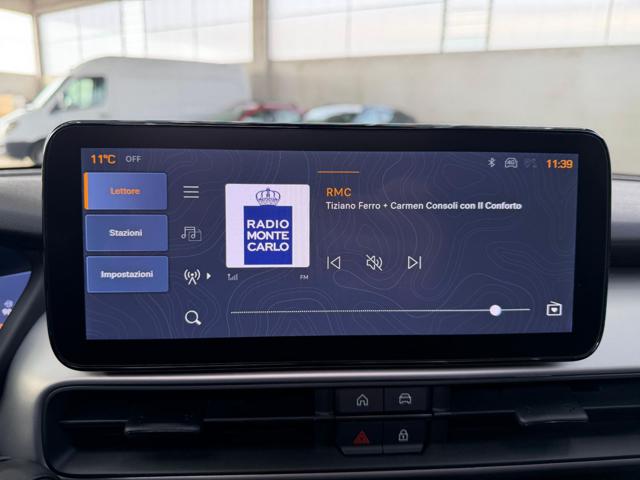 11°C OFF
11:39
Lettore
Stazioni
Impostazioni
RADIO
MONTE
CARLO
FM
RMC
Tiziano Ferro + Carmen Consoli con Il Conforto